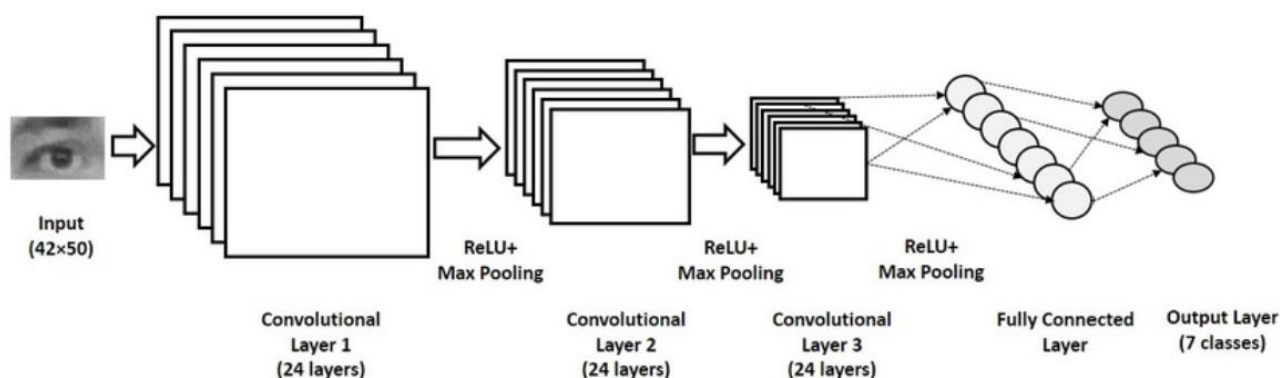 Input
(42×50)
ReLU+
Max Pooling
ReLU+
Max Pooling
ReLU+
Max Pooling
Convolutional
Layer 1
(24 layers)
Convolutional
Layer 2
(24 layers)
Convolutional
Layer 3
(24 layers)
Fully Connected
Layer
Output Layer
(7 classes)